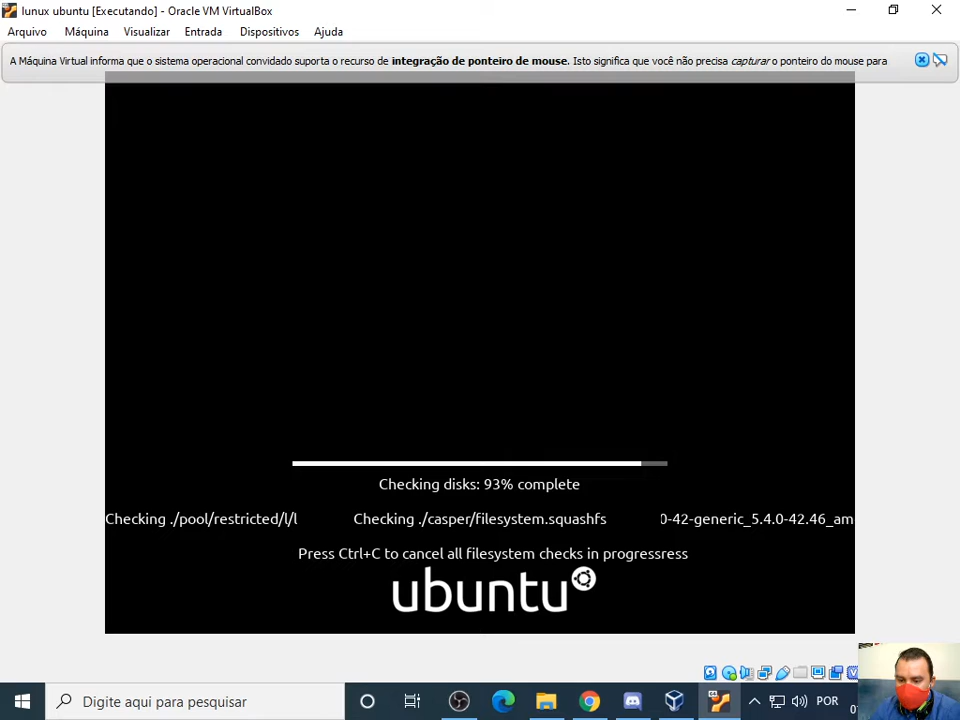 lunux ubuntu [Executando] - Oracle VM VirtualBox
Arquivo Máquina Visualizar Entrada Dispositivos Ajuda
A Máquina Virtual informa que o sistema operacional convidado suporta o recurso de integração de ponteiro de mouse. Isto significa que você não precisa capturar o ponteiro do mouse para
Checking disks: 93% complete
Checking ./pool/restricted/l/l Checking ./casper/filesystem.squashfs 0-42-generic_5.4.0-42.46_am
Press Ctrl+C to cancel all filesystem checks in progressress
ubuntu
Digite aqui para pesquisar
POR